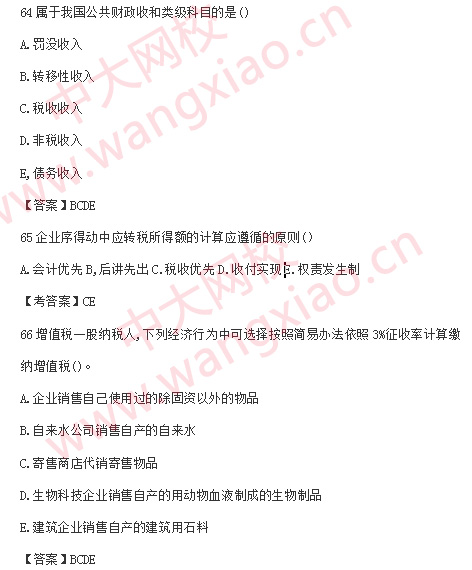 64 属于我国公共财政收和类级科目的是()
A.罚没收入
B.转移性收入
C.税收收入
D.非税收入
E,债务收入
【答案】BCDE
65 企业序得动中应转税所得额的计算应遵循的原则()
A.会计优先 B,后讲先出 C.税收优先 D.收付实现 E.权责发生制
【考答案】CE
66 增值税一股纳税人,下列经济行为中可选择按照简易办法依照 3%征收率计算缴
纳增值税()。
A.企业销售自己使用过的除固资以外的物品
B.自来水公司销售自产的自来水
C.寄售商店代销寄售物品
D.生物科技企业销售自产的用动物血液制成的生物制品
E.建筑企业销售自产的建筑用石料
【答案】BCDE
中大网校
www.wangxiao.cn
中大网校
www.wangxiao.cn